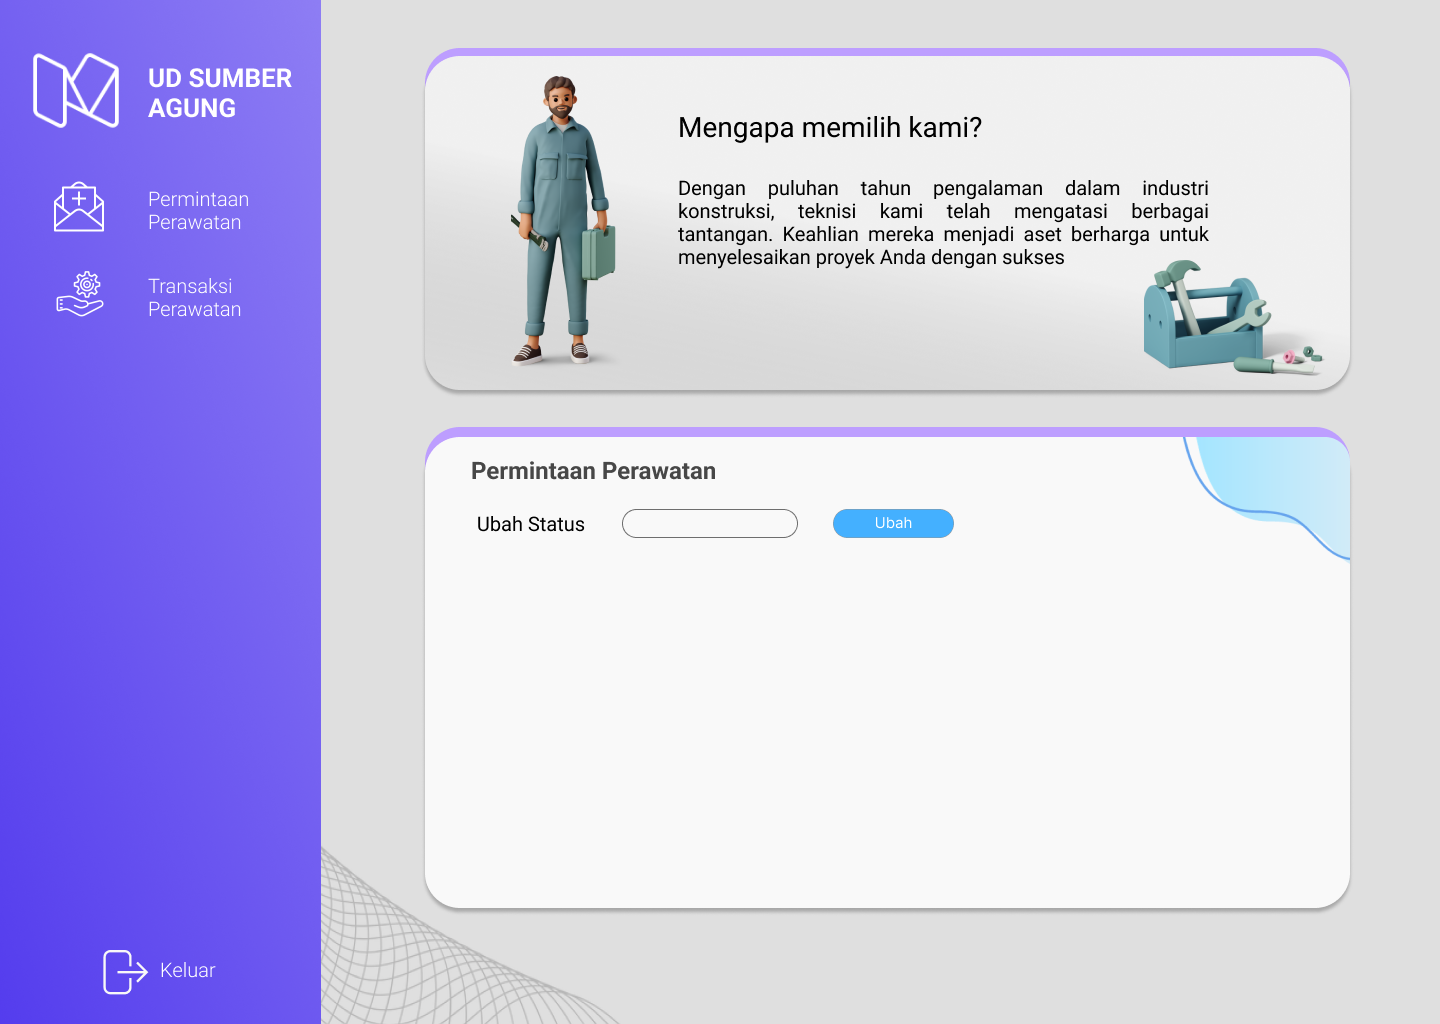 UD SUMBER
AGUNG
Permintaan
Perawatan
Transaksi
Perawatan
Keluar
Mengapa memilih kami?
Dengan puluhan tahun pengalaman dalam industri
konstruksi, teknisi kami telah mengatasi berbagai
tantangan. Keahlian mereka menjadi aset berharga untuk
menyelesaikan proyek Anda dengan sukses
Permintaan Perawatan
Ubah Status
Ubah